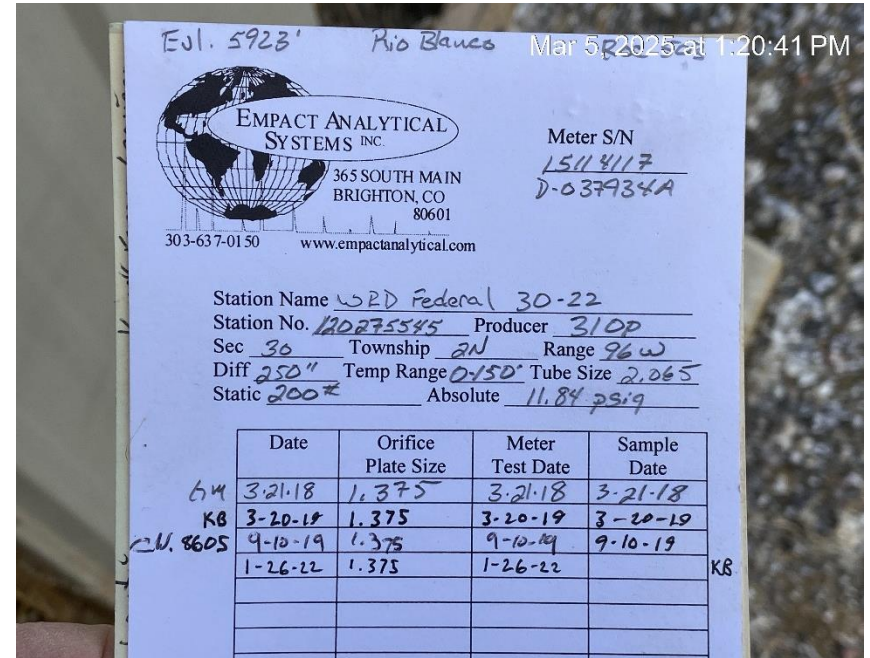 Evl. 5923' Rio Blanco
Mar 5, 2025 at 1:20:41 PM
EMPACT ANALYTICAL
SYSTEMS INC.
365 SOUTH MAIN
BRIGHTON, CO
80601
303-637-0150 www.empactanalytical.com
Meter S/N
15114117
D-037934A
Station Name WRD Federal 30-22
Station No. 120275545 Producer 310P
Sec 30 Township 2N Range 96W
Diff 250" Temp Range 0-150° Tube Size 2.065
Static 200# Absolute 11.84 psig
Date Orifice Plate Size Meter Test Date Sample Date
GM 3-21-18 1.375 3-21-18 3-21-18
KB 3-20-19 1.375 3-20-19 3-20-19
8605 9-10-19 1.375 9-10-19 9-10-19
1-26-22 1.375 1-26-22 KB